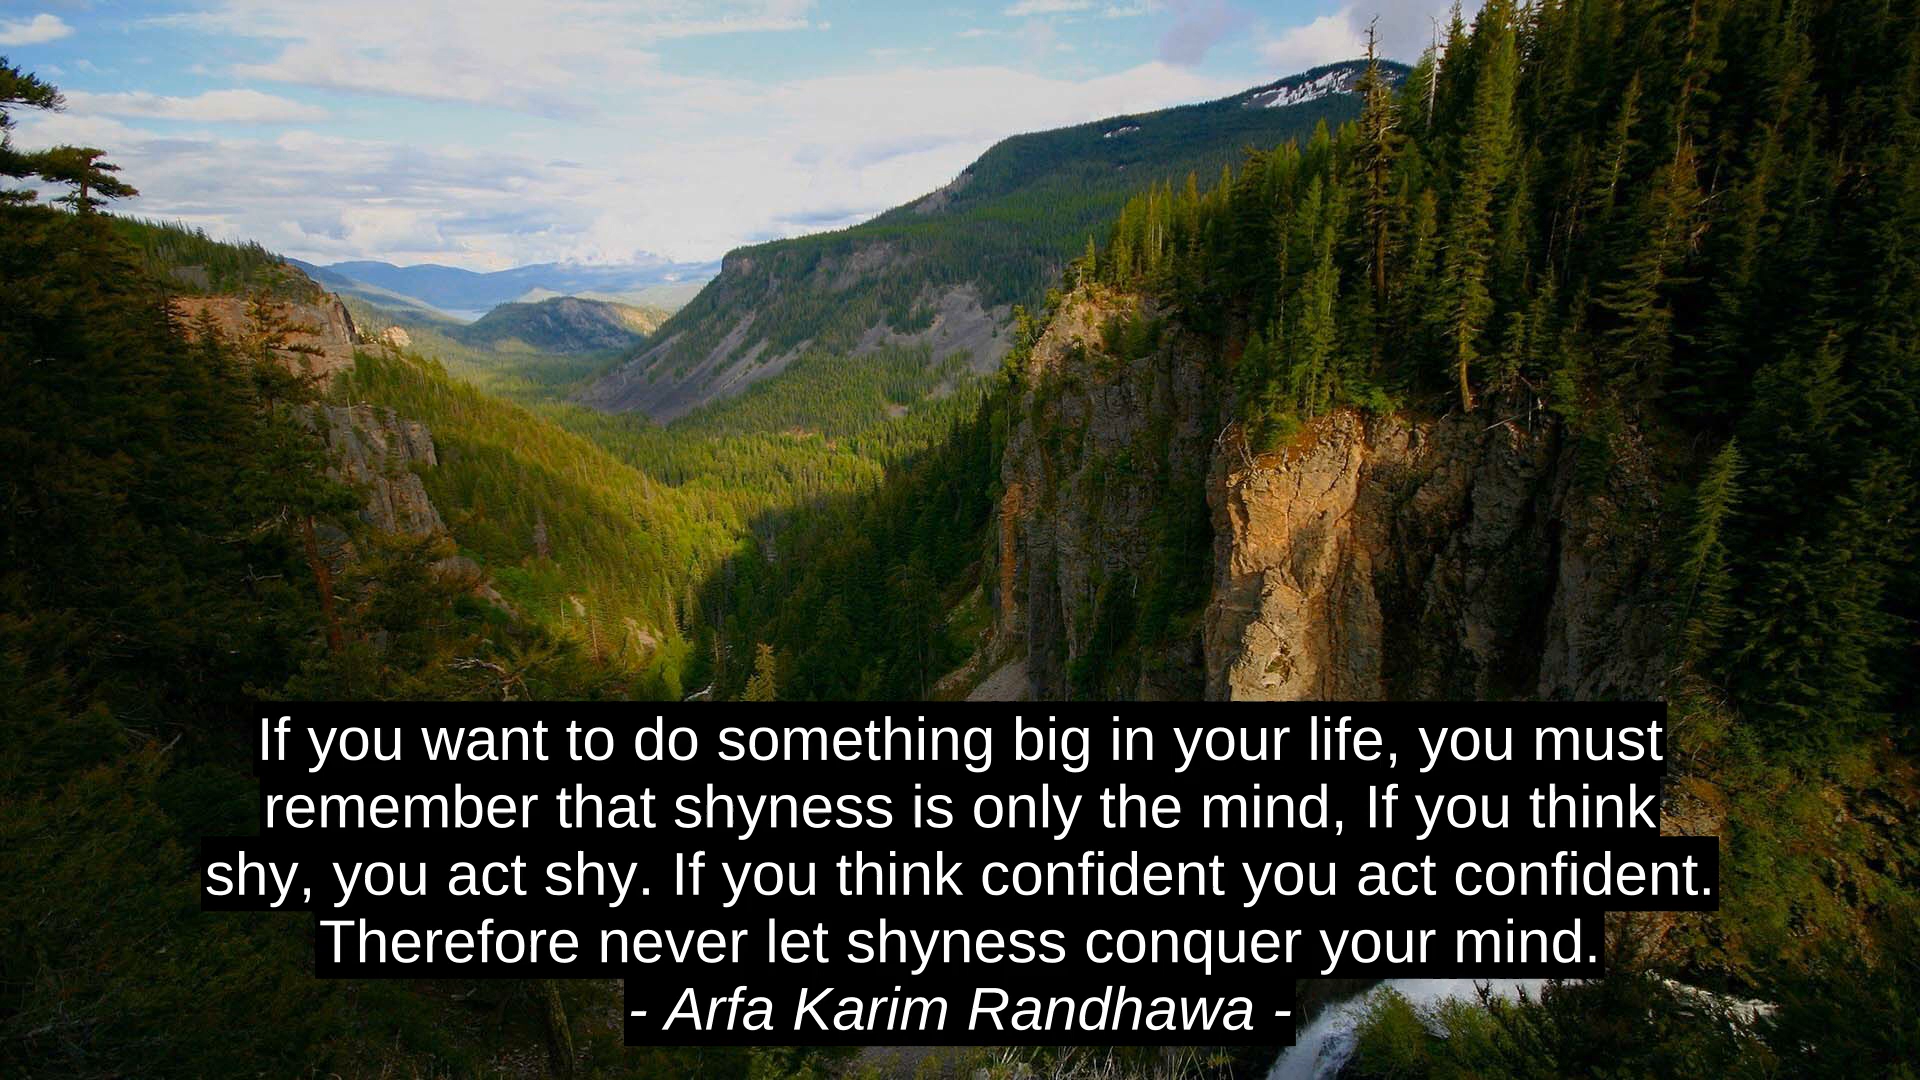 If you want to do something big in your life, you must
remember that shyness is only the mind, If you think
shy, you act shy. If you think confident you act confident.
Therefore never let shyness conquer your mind.
- Arfa Karim Randhawa -